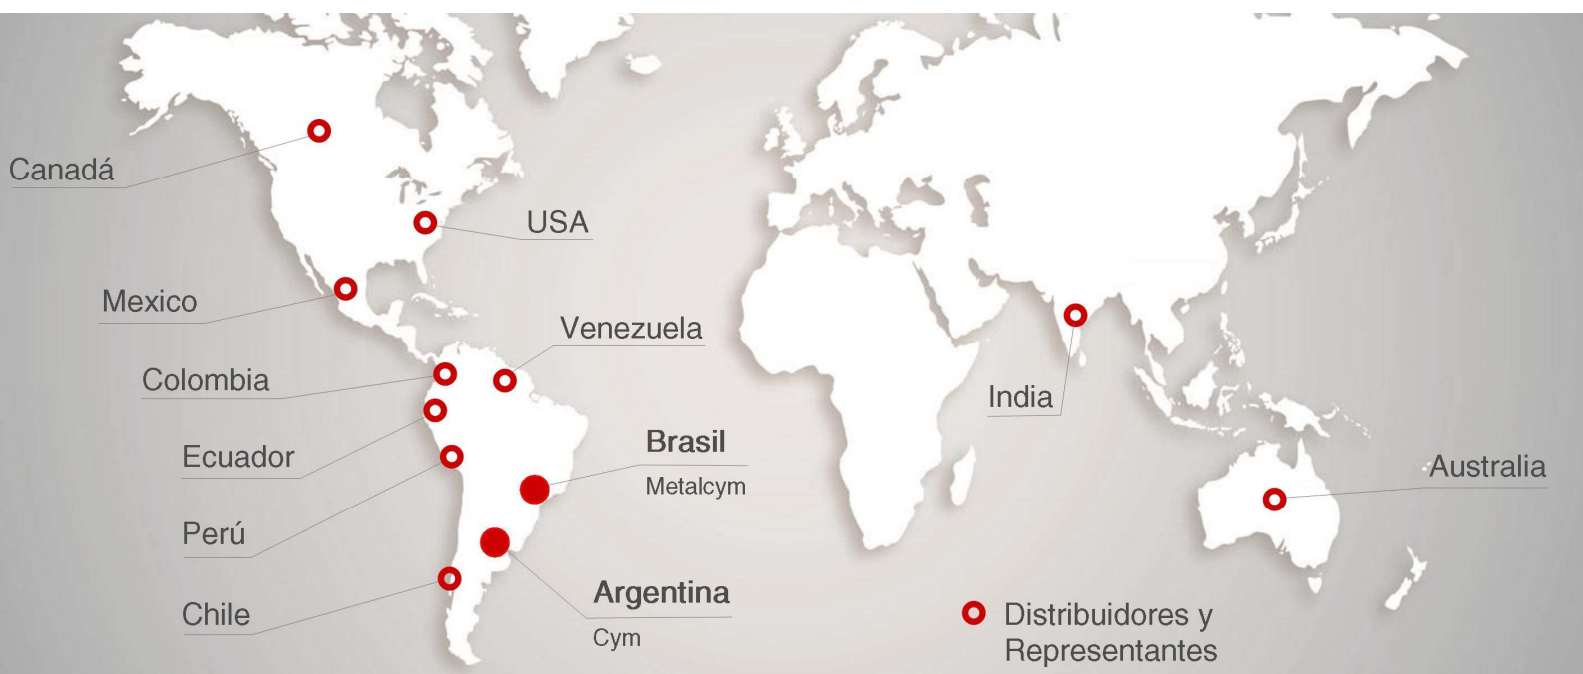 Canadá
USA
Mexico
Venezuela
Colombia
India
Brasil
Metalcym
Ecuador
Australia
Perú
Argentina
Cym
Chile
Distribuidores y
Representantes